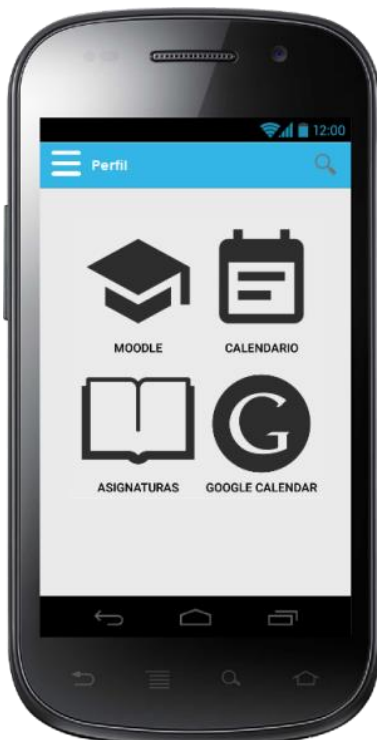 12:00
Perfil
MOODLE
CALENDARIO
G
ASIGNATURAS
GOOGLE CALENDAR